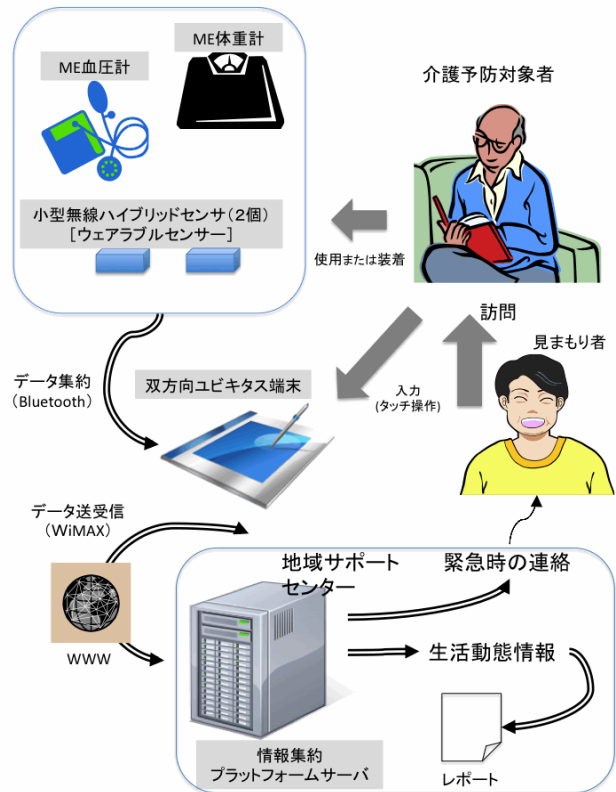 ME体重計
ME血圧計
介護予防対象者
小型無線ハイブリッドセンサ(2個)
[ウェアラブルセンサー]
使用または装着
訪問
見まもり者
データ集約
(Bluetooth)
双方向ユビキタス端末
入力
(タッチ操作)
データ送受信
(WiMAX)
地域サポート
センター
緊急時の連絡
WWW
生活動態情報
情報集約
プラットフォームサーバ
レポート